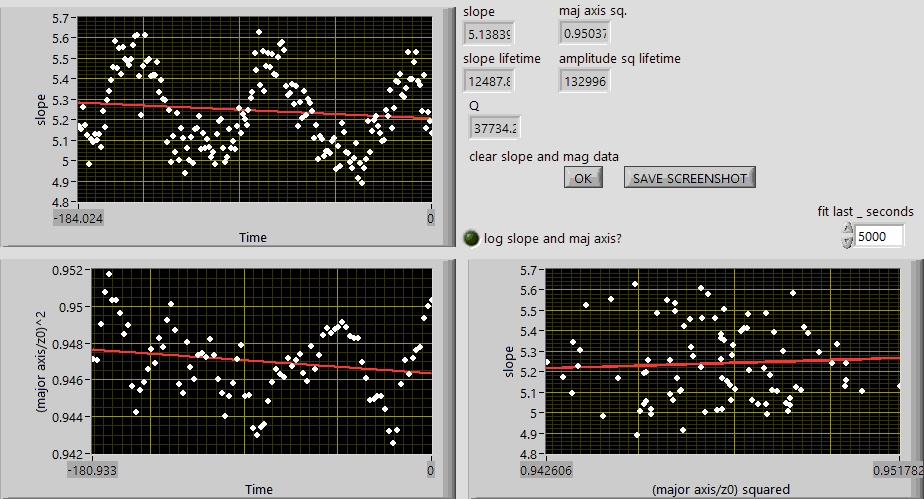 slope
5.13839
maj axis sq.
0.95037
slope lifetime
12487.8
amplitude sq lifetime
132996
Q
37734.2
clear slope and mag data
OK
SAVE SCREENSHOT
log slope and maj axis?
fit last _ seconds
5000
5.7
5.6
5.5
5.4
5.3
5.2
5.1
5
4.9
4.8
slope
-184.024
0
Time
0.952
0.95
0.948
0.946
0.944
0.942
(major axis/z0)^2
-180.933
0
Time
5.7
5.6
5.5
5.4
5.3
5.2
5.1
5
4.9
4.8
slope
0.942606
0.951782
(major axis/z0) squared